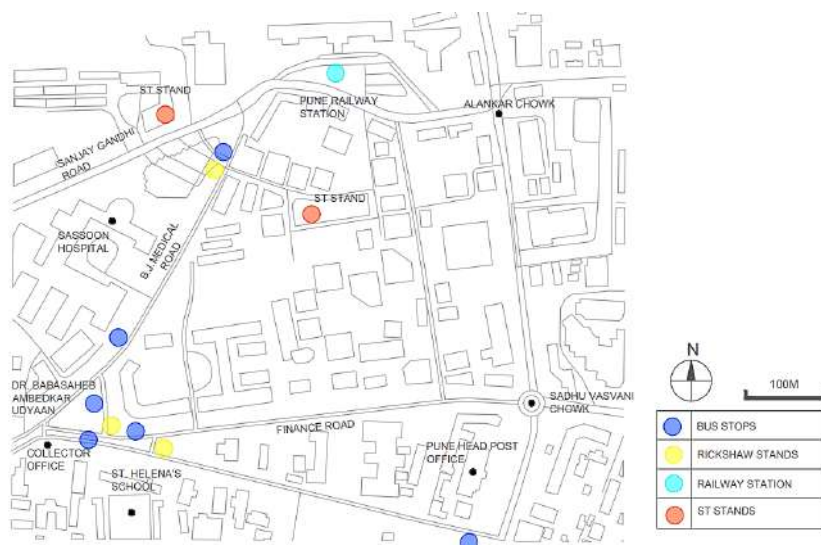 ST STAND
PUNE RAILWAY
STATION
ALANKAR CHOWK
SANJAY GANDHI
ROAD
ST STAND
SASSOON
HOSPITAL
B.J.MEDICAL
ROAD
DR. BABASAHEB
AMBEDKAR
UDYAAN
SADHU VASVANI
CHOWK
FINANCE ROAD
COLLECTOR
OFFICE
PUNE HEAD POST
OFFICE
ST. HELENA'S
SCHOOL
N
100M
BUS STOPS
RICKSHAW STANDS
RAILWAY STATION
ST STANDS